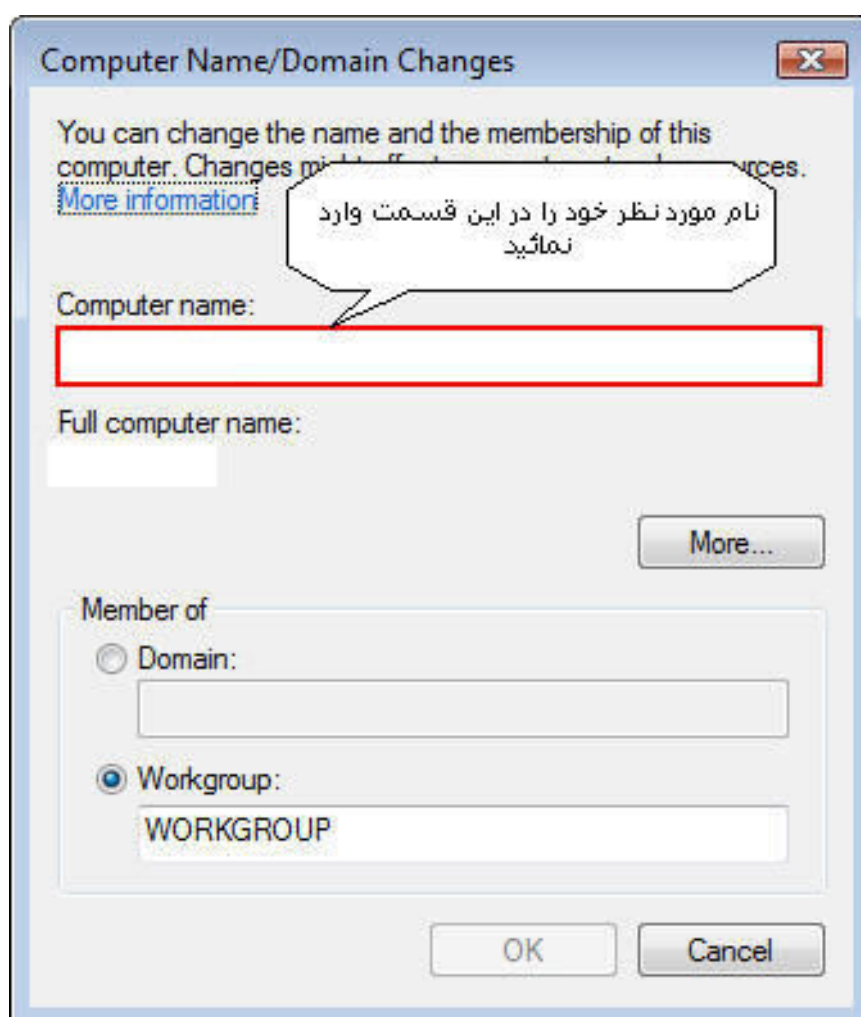 Computer Name/Domain Changes
You can change the name and the membership of this
computer. Changes
More information
نام مورد نظر خود را در این قسمت وارد
نمائید
Computer name:
Full computer name:
More...
Member of
Domain:
Workgroup:
WORKGROUP
OK
Cancel